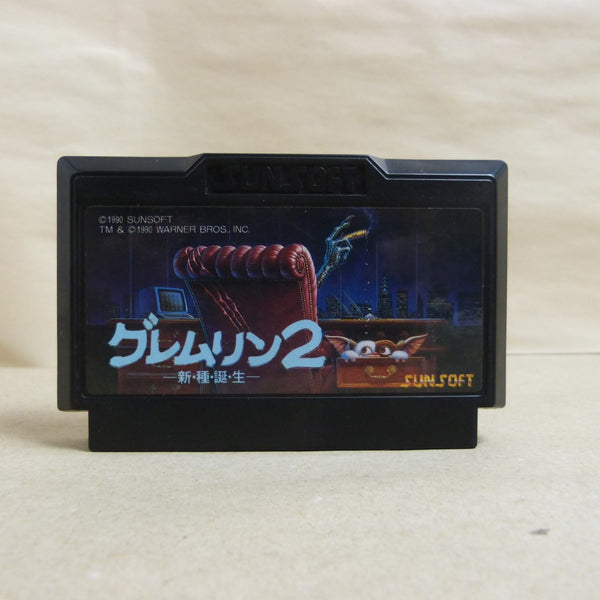 SUNSOFT
©1990 SUNSOFT
TM & ©1990 WARNER BROS., INC.
グレムリン2
—新・種・誕・生—
SUNSOFT